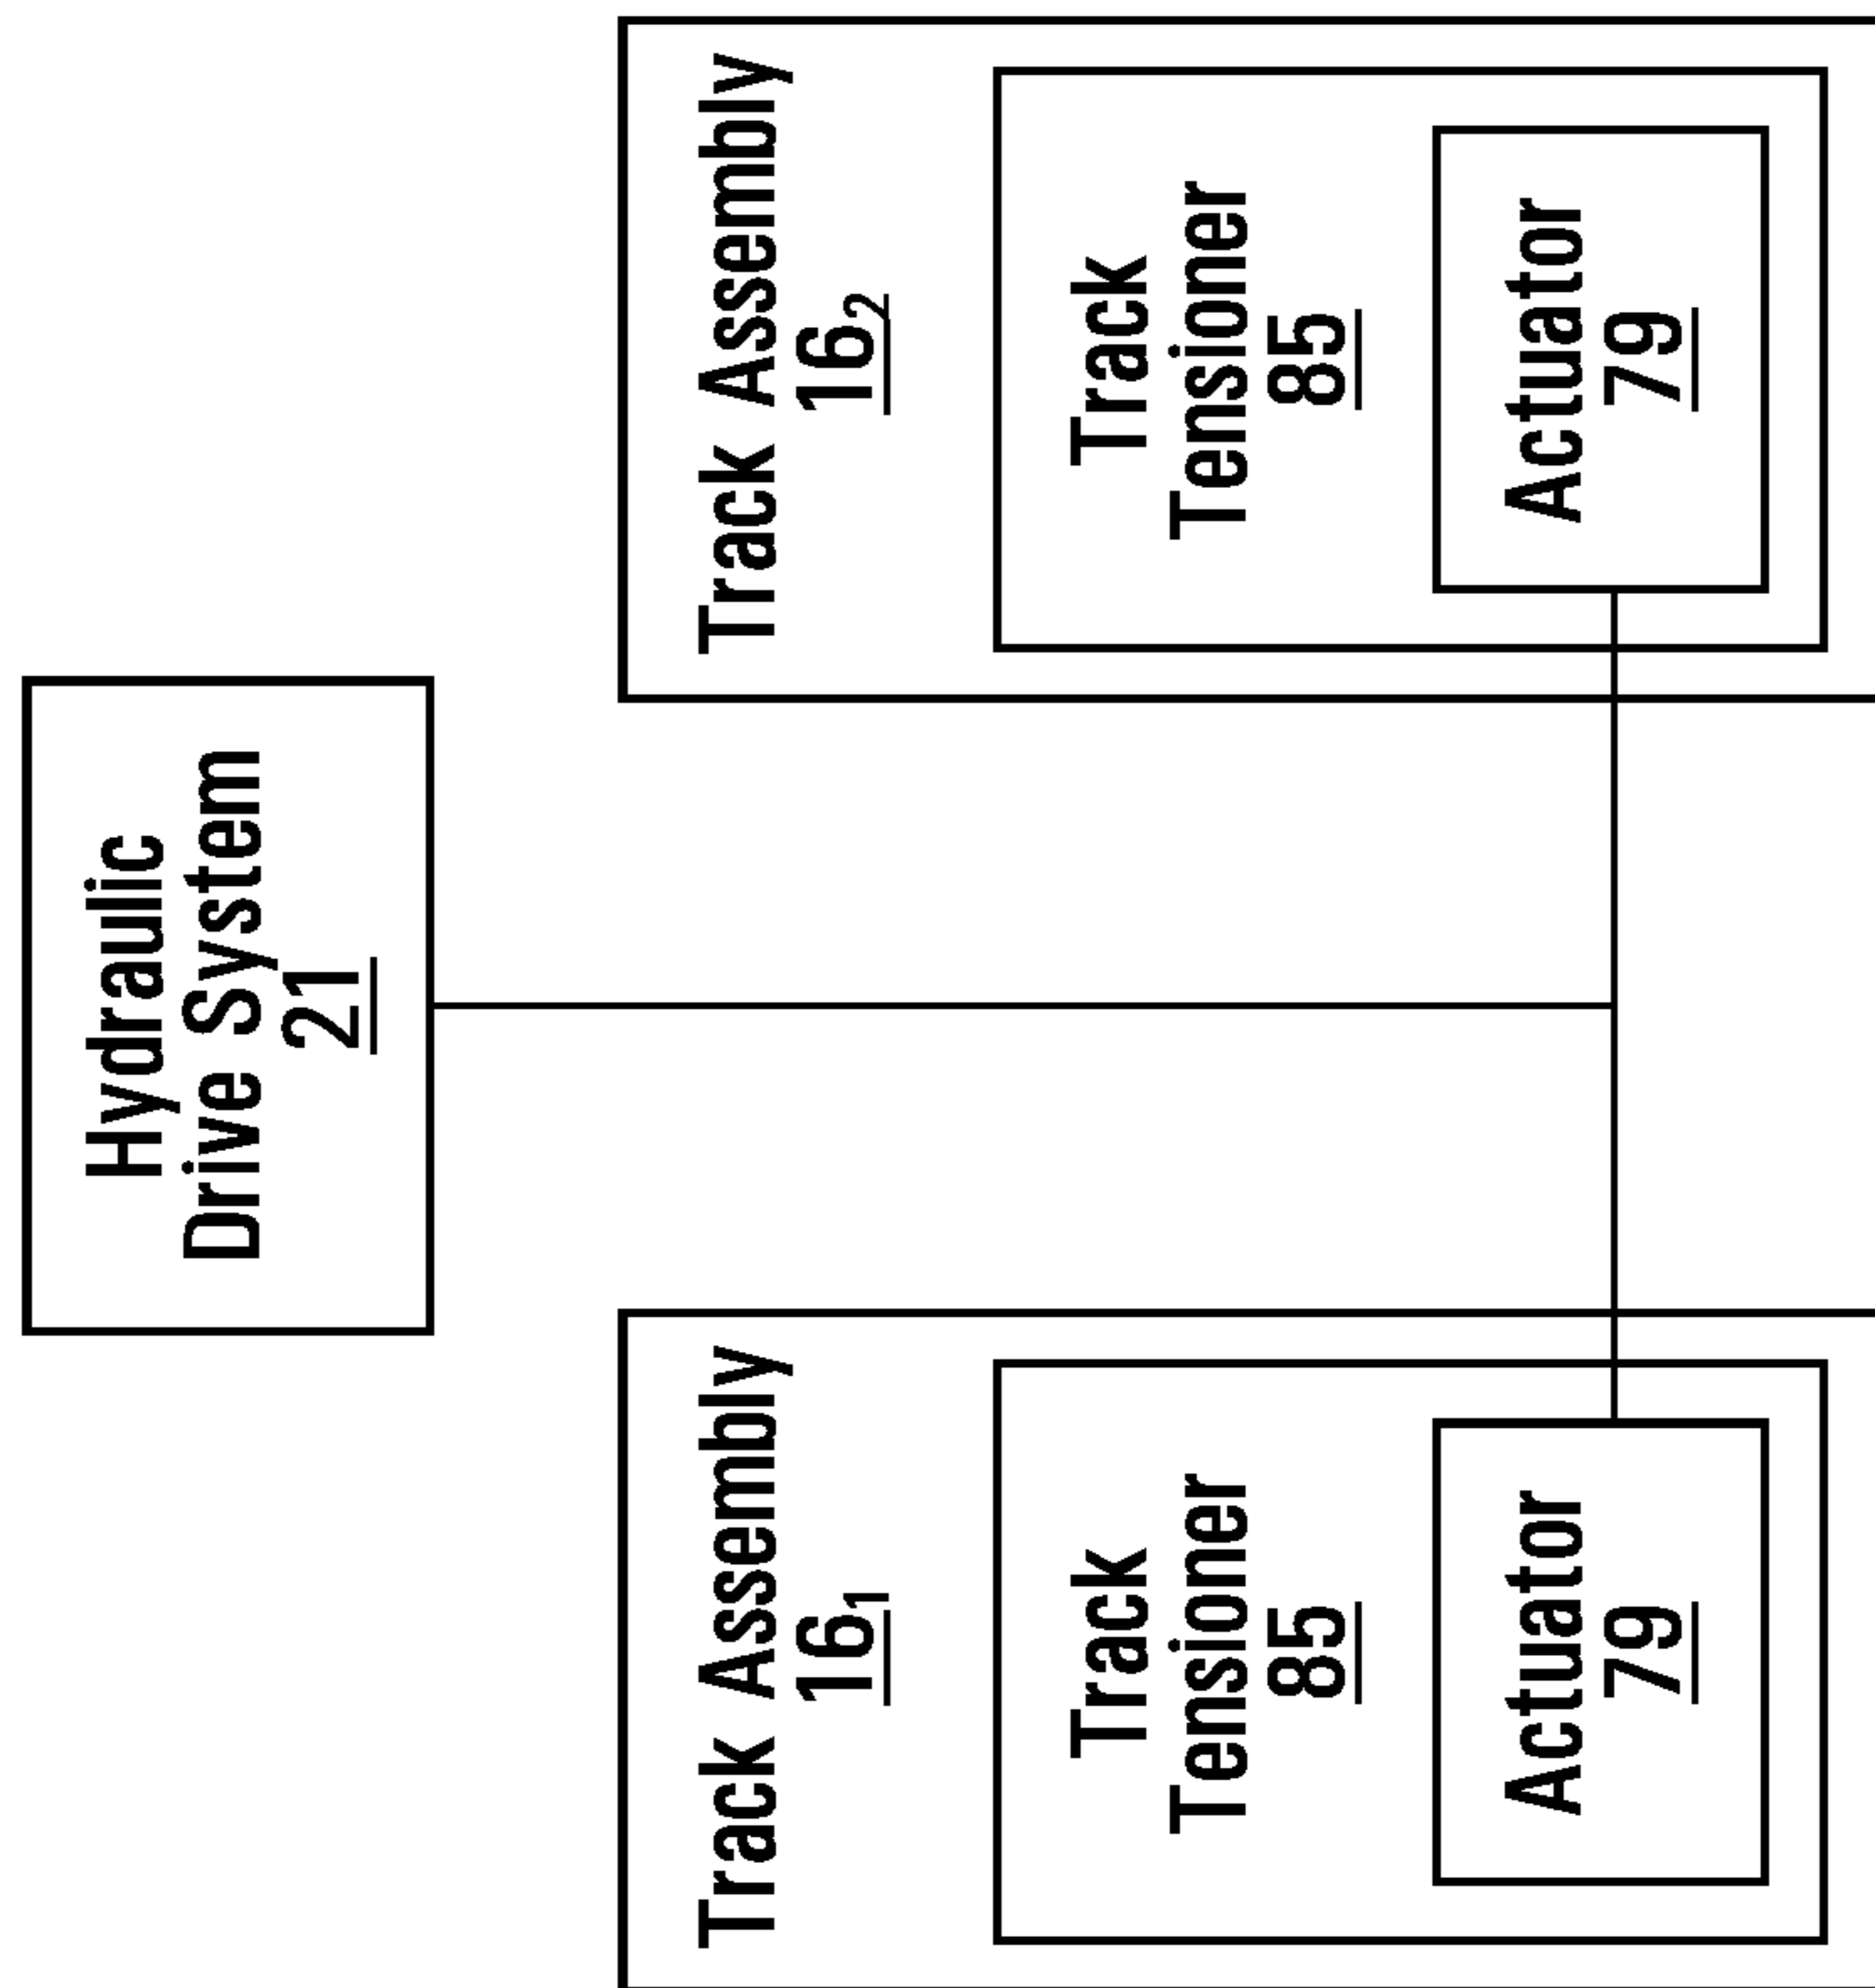 Hydraulic
Drive System
21
Track Assembly
16₁
Track
Tensioner
85
Actuator
79
Track Assembly
16₂
Track
Tensioner
85
Actuator
79